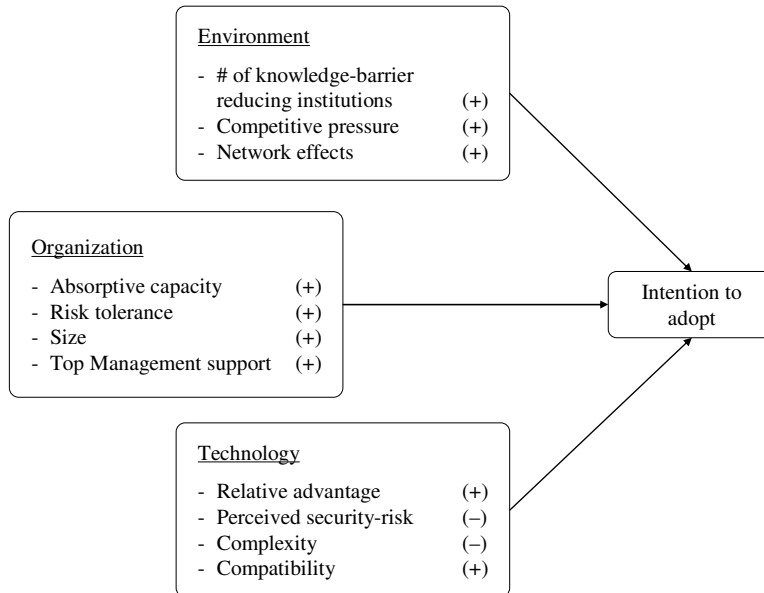 Environment
- # of knowledge-barrier
reducing institutions (+)
- Competitive pressure (+)
- Network effects (+)
Organization
- Absorptive capacity (+)
- Risk tolerance (+)
- Size (+)
- Top Management support (+)
Intention to
adopt
Technology
- Relative advantage (+)
- Perceived security-risk (–)
- Complexity (–)
- Compatibility (+)